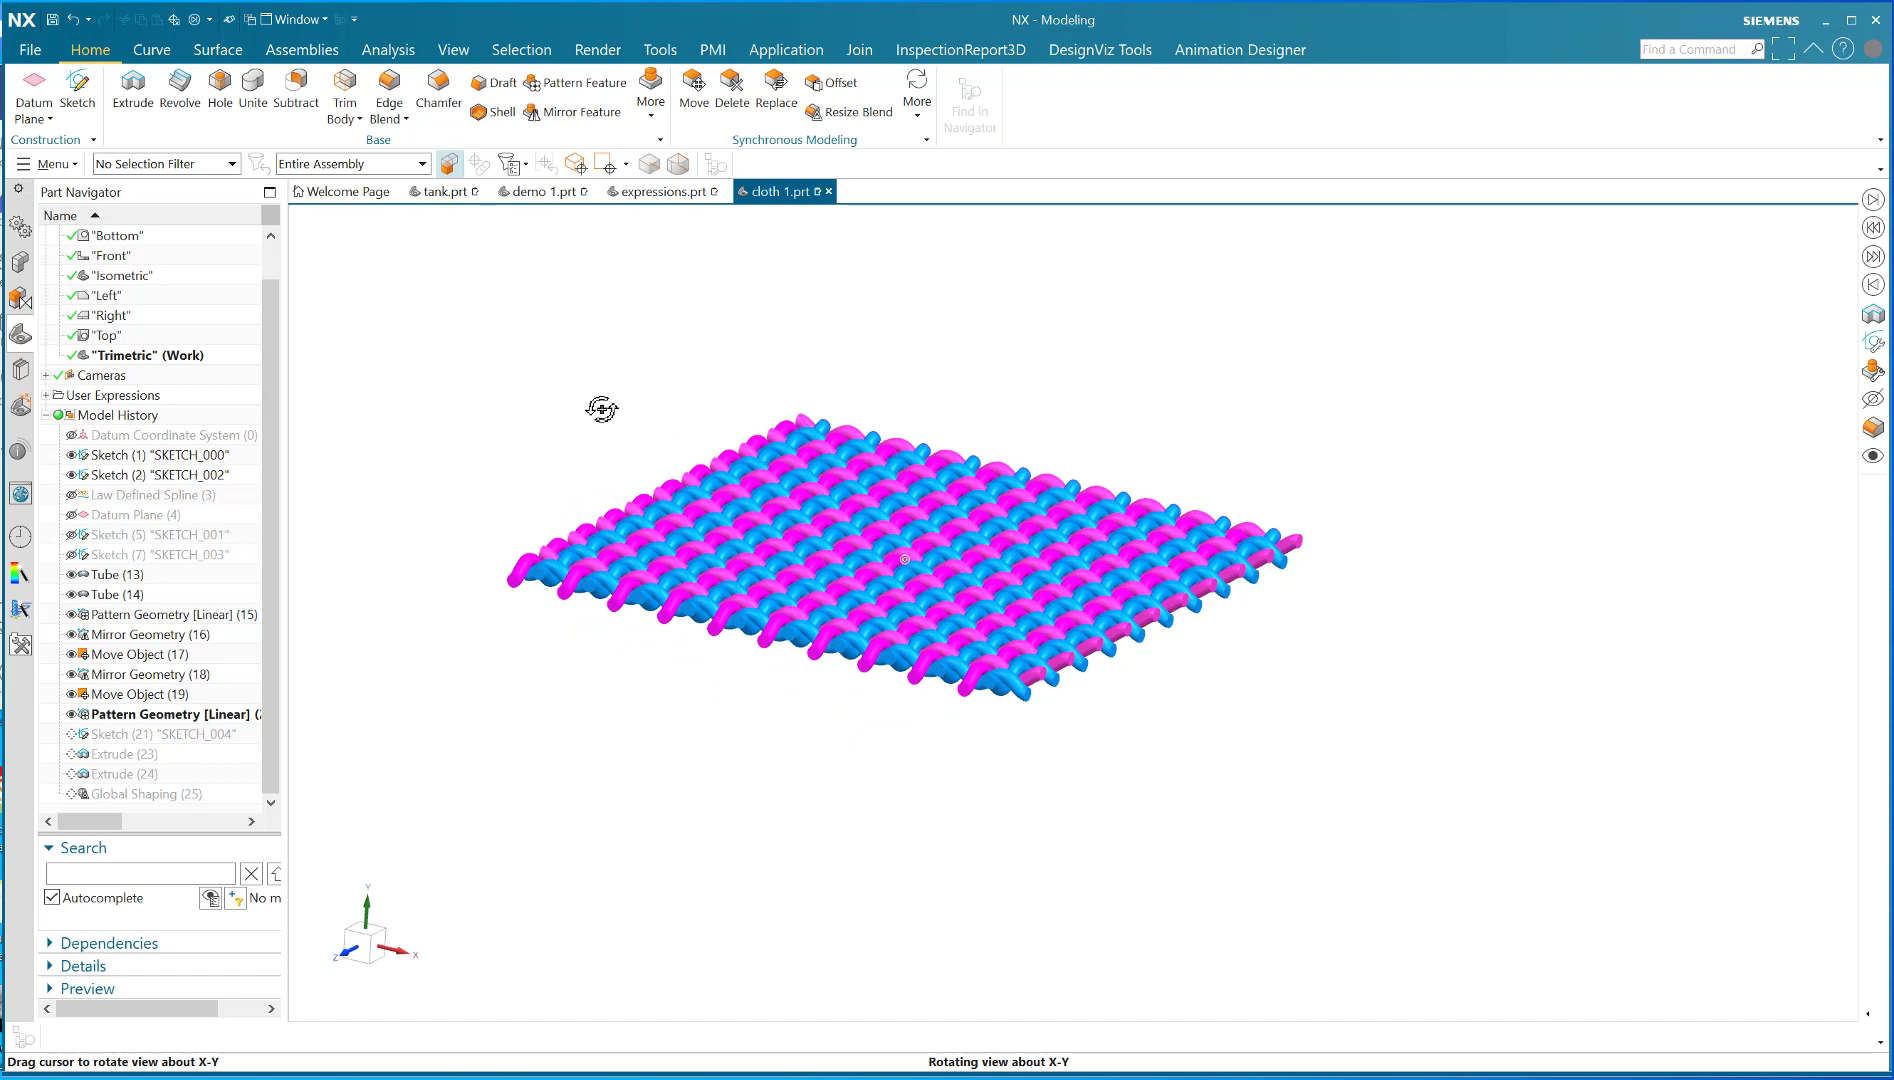 NX Window NX - Modeling SIEMENS
File Home Curve Surface Assemblies Analysis View Selection Render Tools PMI Application Join InspectionReport3D DesignViz Tools Animation Designer Find a Command
Datum Plane Sketch Extrude Revolve Hole Unite Subtract Trim Body Edge Blend Chamfer Draft Pattern Feature More Move Delete Replace Offset More Find in Navigator
Shell Mirror Feature Resize Blend
Construction Base Synchronous Modeling
Menu No Selection Filter Entire Assembly
Part Navigator Welcome Page tank.prt demo 1.prt expressions.prt cloth 1.prt
Name
"Bottom"
"Front"
"Isometric"
"Left"
"Right"
"Top"
"Trimetric" (Work)
Cameras
User Expressions
Model History
Datum Coordinate System (0)
Sketch (1) "SKETCH_000"
Sketch (2) "SKETCH_002"
Law Defined Spline (3)
Datum Plane (4)
Sketch (5) "SKETCH_001"
Sketch (7) "SKETCH_003"
Tube (13)
Tube (14)
Pattern Geometry [Linear] (15)
Mirror Geometry (16)
Move Object (17)
Mirror Geometry (18)
Move Object (19)
Pattern Geometry [Linear] (
Sketch (21) "SKETCH_004"
Extrude (23)
Extrude (24)
Global Shaping (25)
Search
Autocomplete No m
Dependencies
Details
Preview
Y
Z X
Drag cursor to rotate view about X-Y Rotating view about X-Y